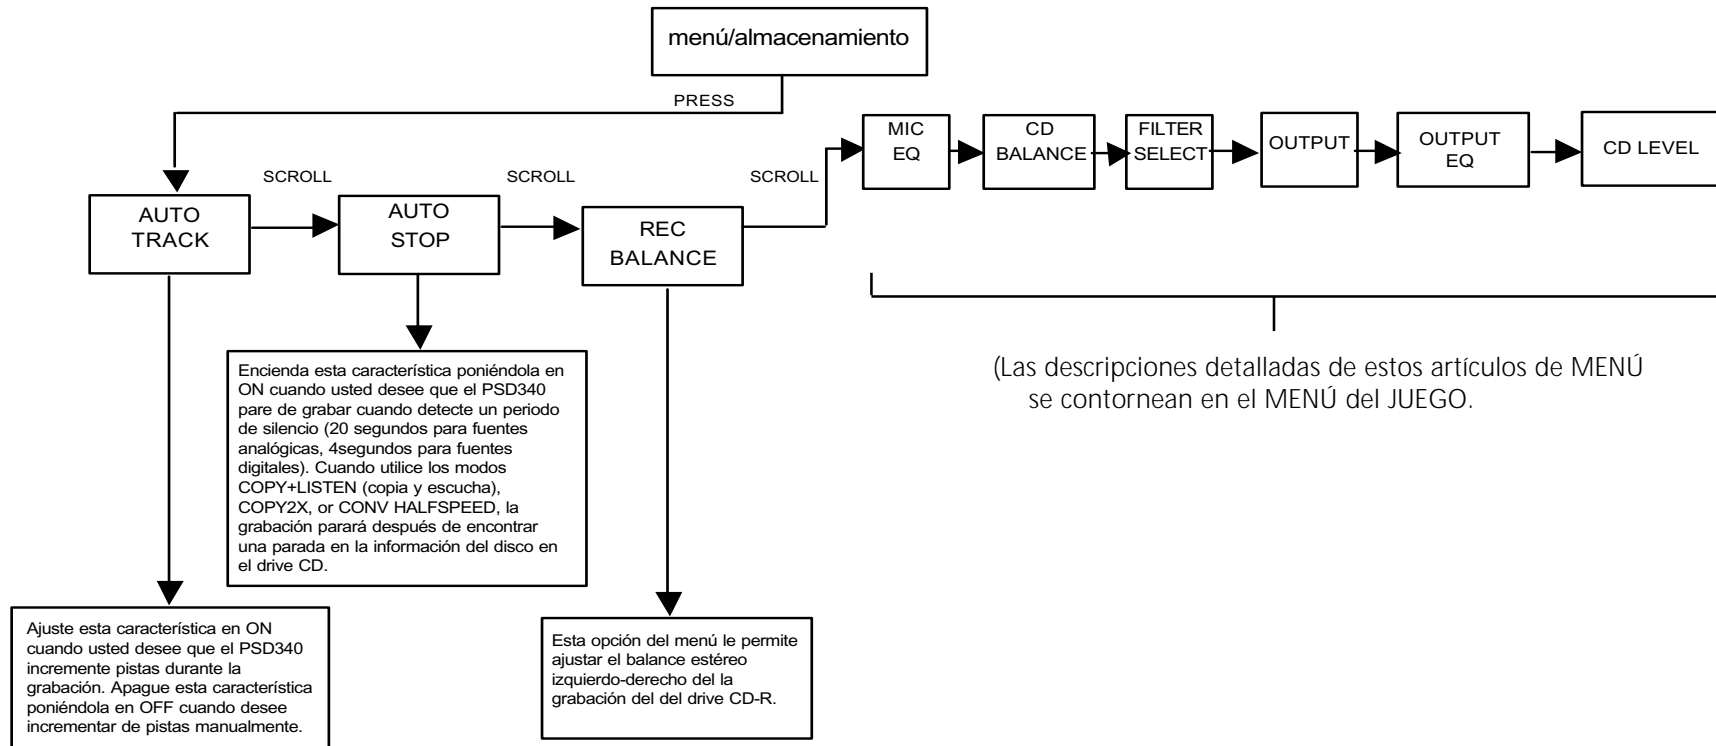 menú/almacenamiento
PRESS
MIC
EQ
CD
BALANCE
FILTER
SELECT
OUTPUT
OUTPUT
EQ
CD LEVEL
SCROLL
SCROLL
SCROLL
AUTO
TRACK
AUTO
STOP
REC
BALANCE
Encienda esta característica poniéndola en
ON cuando usted desee que el PSD340
pare de grabar cuando detecte un periodo
de silencio (20 segundos para fuentes
analógicas, 4segundos para fuentes
digitales). Cuando utilice los modos
COPY+LISTEN (copia y escucha),
COPY2X, or CONV HALFSPEED, la
grabación parará después de encontrar
una parada en la información del disco en
el drive CD.
(Las descripciones detalladas de estos artículos de MENÚ
se contornean en el MENÚ del JUEGO.
Ajuste esta característica en ON
cuando usted desee que el PSD340
incremente pistas durante la
grabación. Apague esta característica
poniéndola en OFF cuando desee
incrementar de pistas manualmente.
Esta opción del menú le permite
ajustar el balance estéreo
izquierdo-derecho del la
grabación del del drive CD-R.